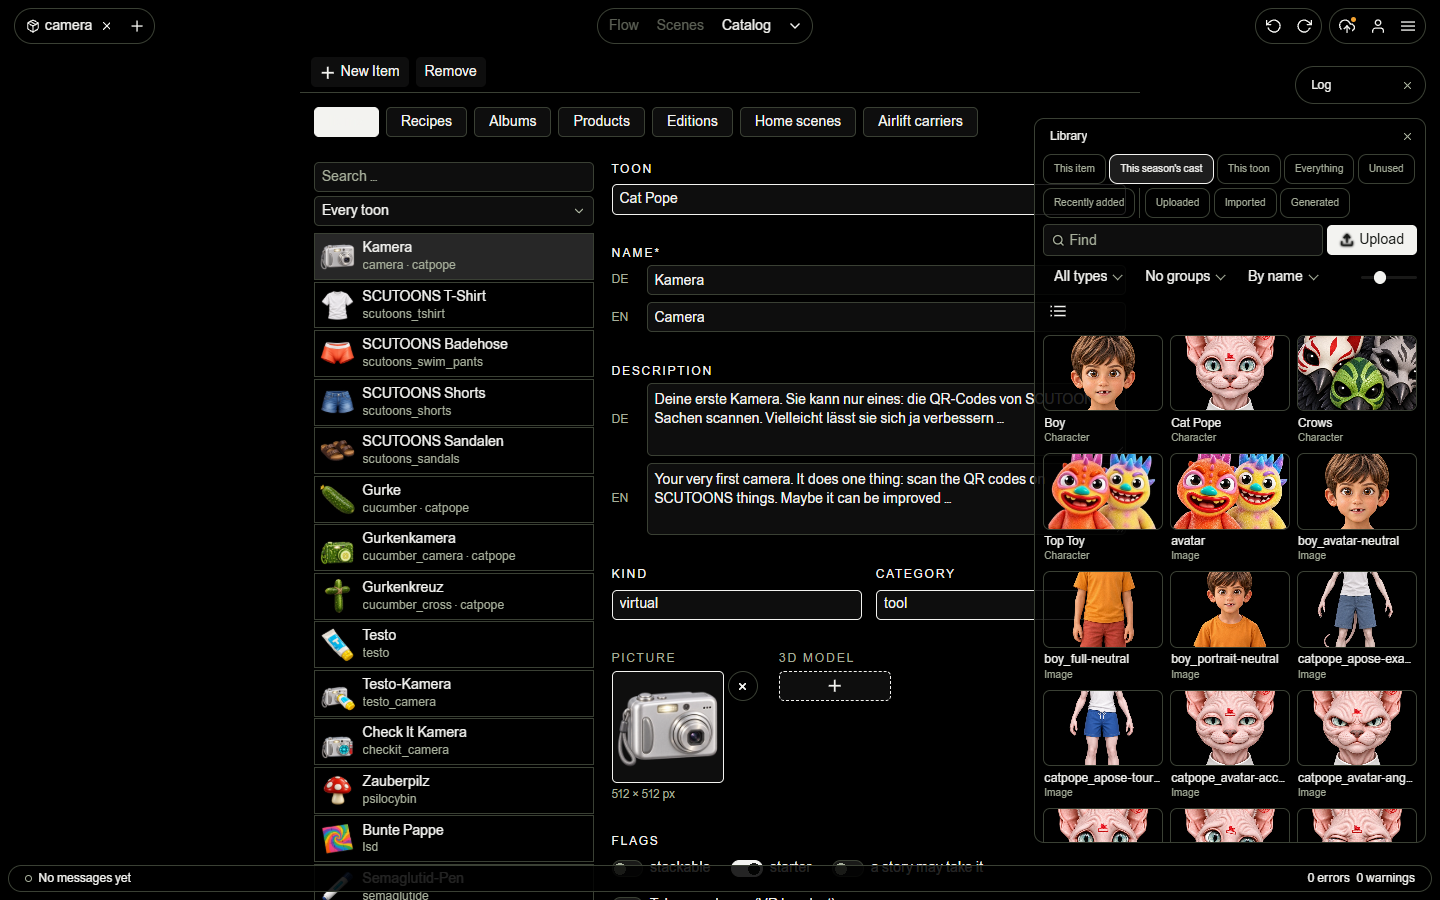 camera
Flow Scenes Catalog
New Item
Remove
Log
Recipes
Albums
Products
Editions
Home scenes
Airlift carriers
Search ...
Every toon
Kamera
camera · catpope
SCUTOONS T-Shirt
scutoons_tshirt
SCUTOONS Badehose
scutoons_swim_pants
SCUTOONS Shorts
scutoons_shorts
SCUTOONS Sandalen
scutoons_sandals
Gurke
cucumber · catpope
Gurkenkamera
cucumber_camera · catpope
Gurkenkreuz
cucumber_cross · catpope
Testo
testo
Testo-Kamera
testo_camera
Check It Kamera
checkit_camera
Zauberpilz
psilocybin
Bunte Pappe
lsd
Semaglutid-Pen
semaglutide
TOON
Cat Pope
NAME*
DE
Kamera
EN
Camera
DESCRIPTION
DE
Deine erste Kamera. Sie kann nur eines: die QR-Codes von SCUTOON
Sachen scannen. Vielleicht lässt sie sich ja verbessern ...
EN
Your very first camera. It does one thing: scan the QR codes on
SCUTOONS things. Maybe it can be improved ...
KIND
virtual
CATEGORY
tool
PICTURE
512 × 512 px
3D MODEL
FLAGS
stackable
starter
a story may take it
Library
This item
This season's cast
This toon
Everything
Unused
Recently added
Uploaded
Imported
Generated
Find
Upload
All types
No groups
By name
Boy
Character
Cat Pope
Character
Crows
Character
Top Toy
Character
avatar
Image
boy_avatar-neutral
Image
boy_full-neutral
Image
boy_portrait-neutral
Image
catpope_apose-exa...
Image
catpope_apose-tour...
Image
catpope_avatar-acc...
Image
catpope_avatar-ang...
Image
No messages yet
0 errors 0 warnings